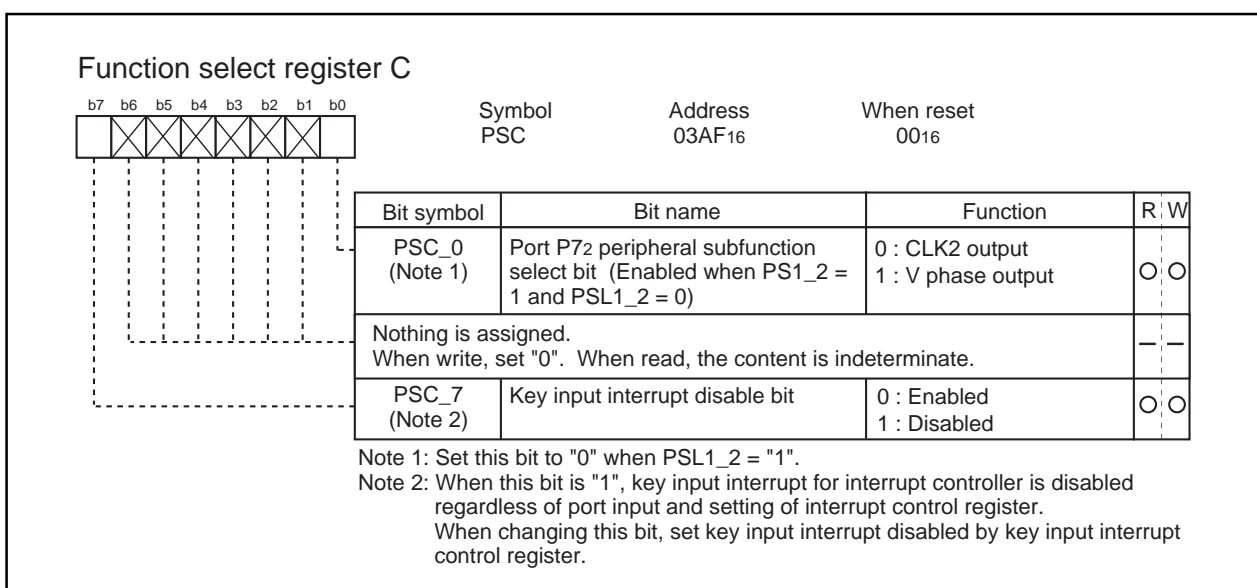 Function select register C
b7 b6 b5 b4 b3 b2 b1 b0
Symbol Address When reset
PSC 03AF16 0016
Bit symbol Bit name Function R W
PSC_0 Port P72 peripheral subfunction 0 : CLK2 output
(Note 1) select bit (Enabled when PS1_2 = 1 : V phase output
1 and PSL1_2 = 0)
Nothing is assigned.
When write, set "0". When read, the content is indeterminate.
PSC_7 Key input interrupt disable bit 0 : Enabled
(Note 2) 1 : Disabled
Note 1: Set this bit to "0" when PSL1_2 = "1".
Note 2: When this bit is "1", key input interrupt for interrupt controller is disabled
regardless of port input and setting of interrupt control register.
When changing this bit, set key input interrupt disabled by key input interrupt
control register.